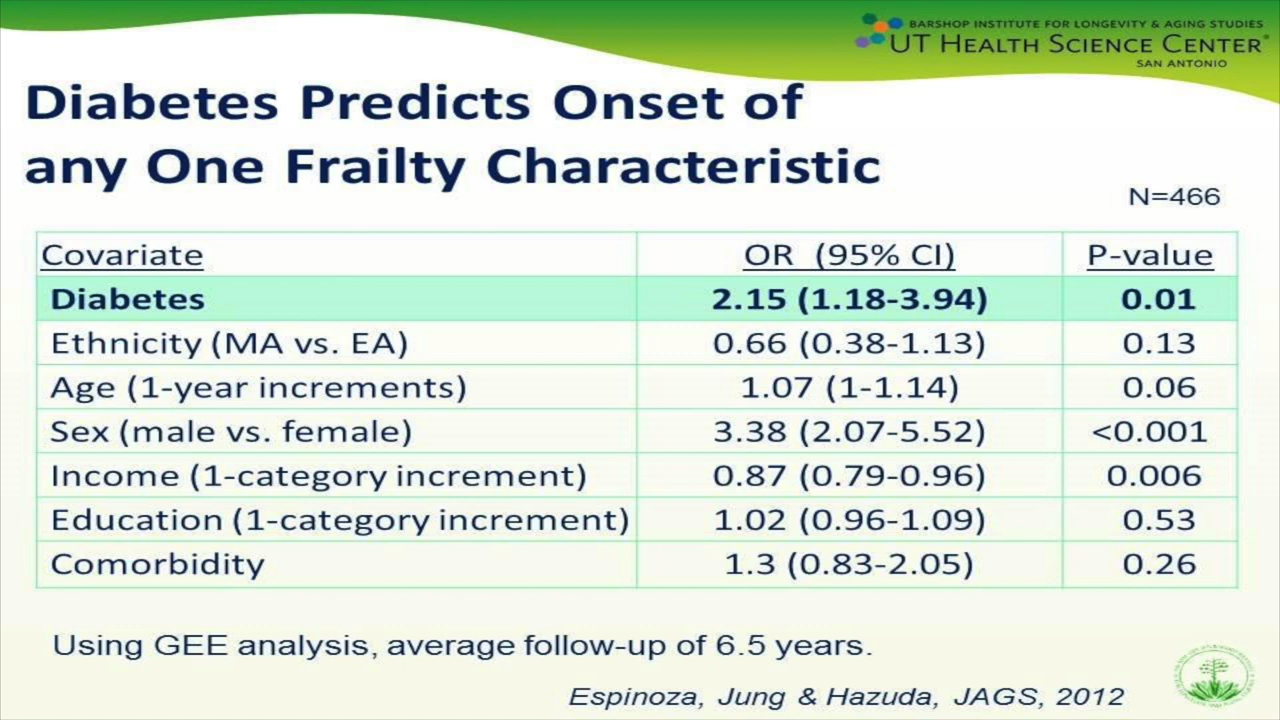 BARSHOP INSTITUTE FOR LONGEVITY & AGING STUDIES
UT HEALTH SCIENCE CENTER®
SAN ANTONIO
Diabetes Predicts Onset of
any One Frailty Characteristic
N=466
Covariate OR (95% CI) P-value
Diabetes 2.15 (1.18-3.94) 0.01
Ethnicity (MA vs. EA) 0.66 (0.38-1.13) 0.13
Age (1-year increments) 1.07 (1-1.14) 0.06
Sex (male vs. female) 3.38 (2.07-5.52) <0.001
Income (1-category increment) 0.87 (0.79-0.96) 0.006
Education (1-category increment) 1.02 (0.96-1.09) 0.53
Comorbidity 1.3 (0.83-2.05) 0.26
Using GEE analysis, average follow-up of 6.5 years.
Espinoza, Jung & Hazuda, JAGS, 2012